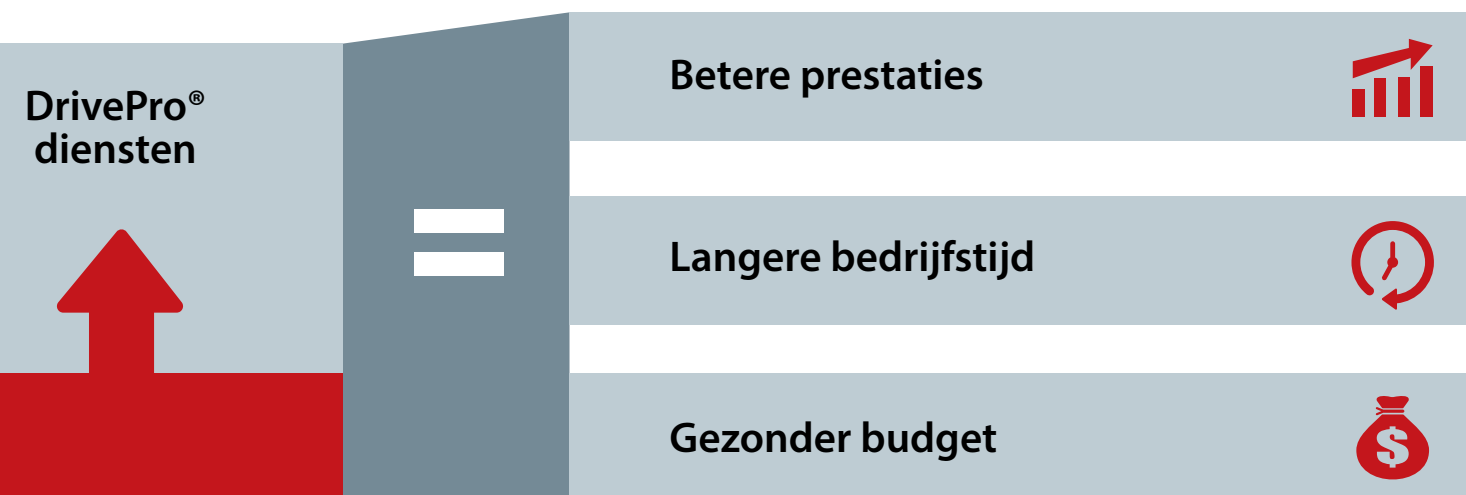 DrivePro®
diensten
=
Betere prestaties
Langere bedrijfstijd
Gezonder budget
$